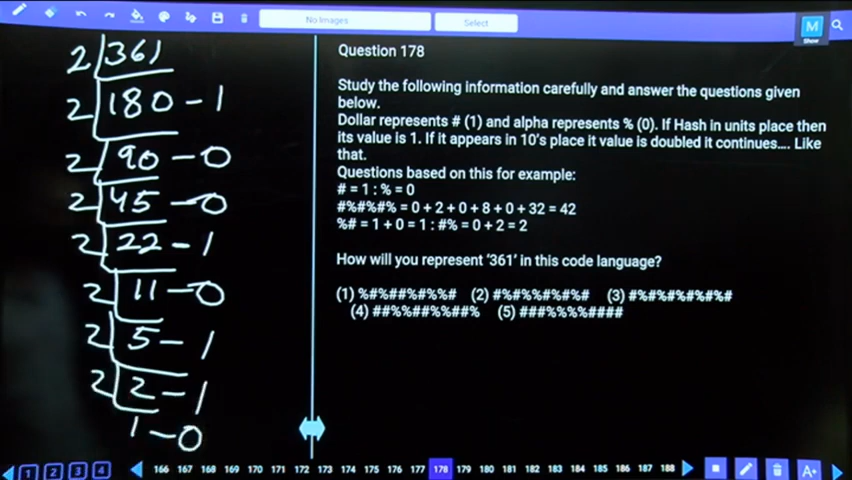 No Images
Select
M
Show
Question 178
Study the following information carefully and answer the questions given
below.
Dollar represents # (1) and alpha represents % (0). If Hash in units place then
its value is 1. If it appears in 10's place it value is doubled it continues.... Like
that.
Questions based on this for example:
# = 1 : % = 0
#%#%#% = 0 + 2 + 0 + 8 + 0 + 32 = 42
%# = 1 + 0 = 1 : #% = 0 + 2 = 2
How will you represent '361' in this code language?
(1) %#%##%#%%# (2) #%#%%#%#%# (3) #%#%#%#%#%#
(4) ##%%##%%##% (5) ###%%%%####
2 361
2 180 - 1
2 90 - 0
2 45 - 0
2 22 - 1
2 11 - 0
2 5 - 1
2 2 - 1
1 - 0
1 2 3 4
166 167 168 169 170 171 172 173 174 175 176 177 178 179 180 181 182 183 184 185 186 187 188
A+